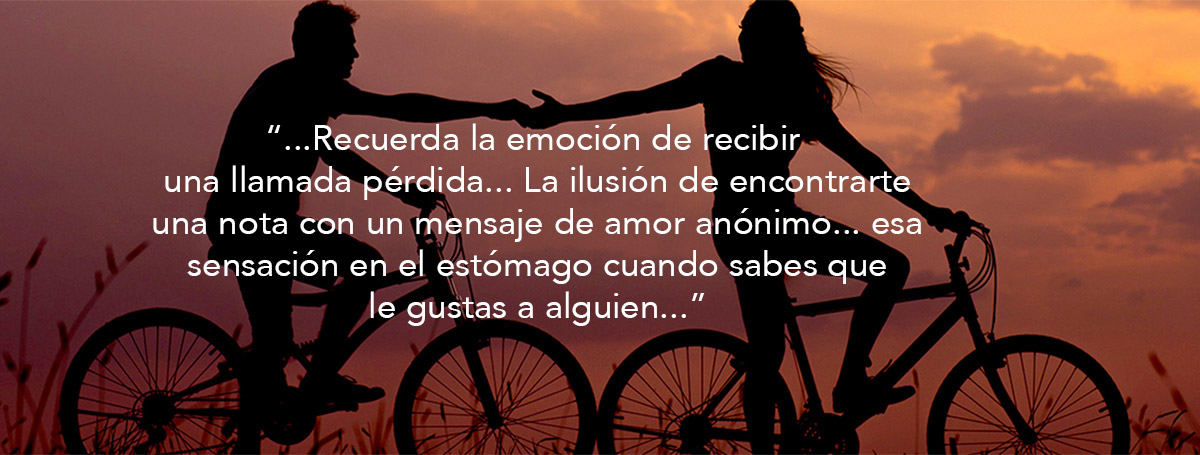 “...Recuerda la emoción de recibir
una llamada pérdida... La ilusión de encontrarte
una nota con un mensaje de amor anónimo... esa
sensación en el estómago cuando sabes que
le gustas a alguien...”